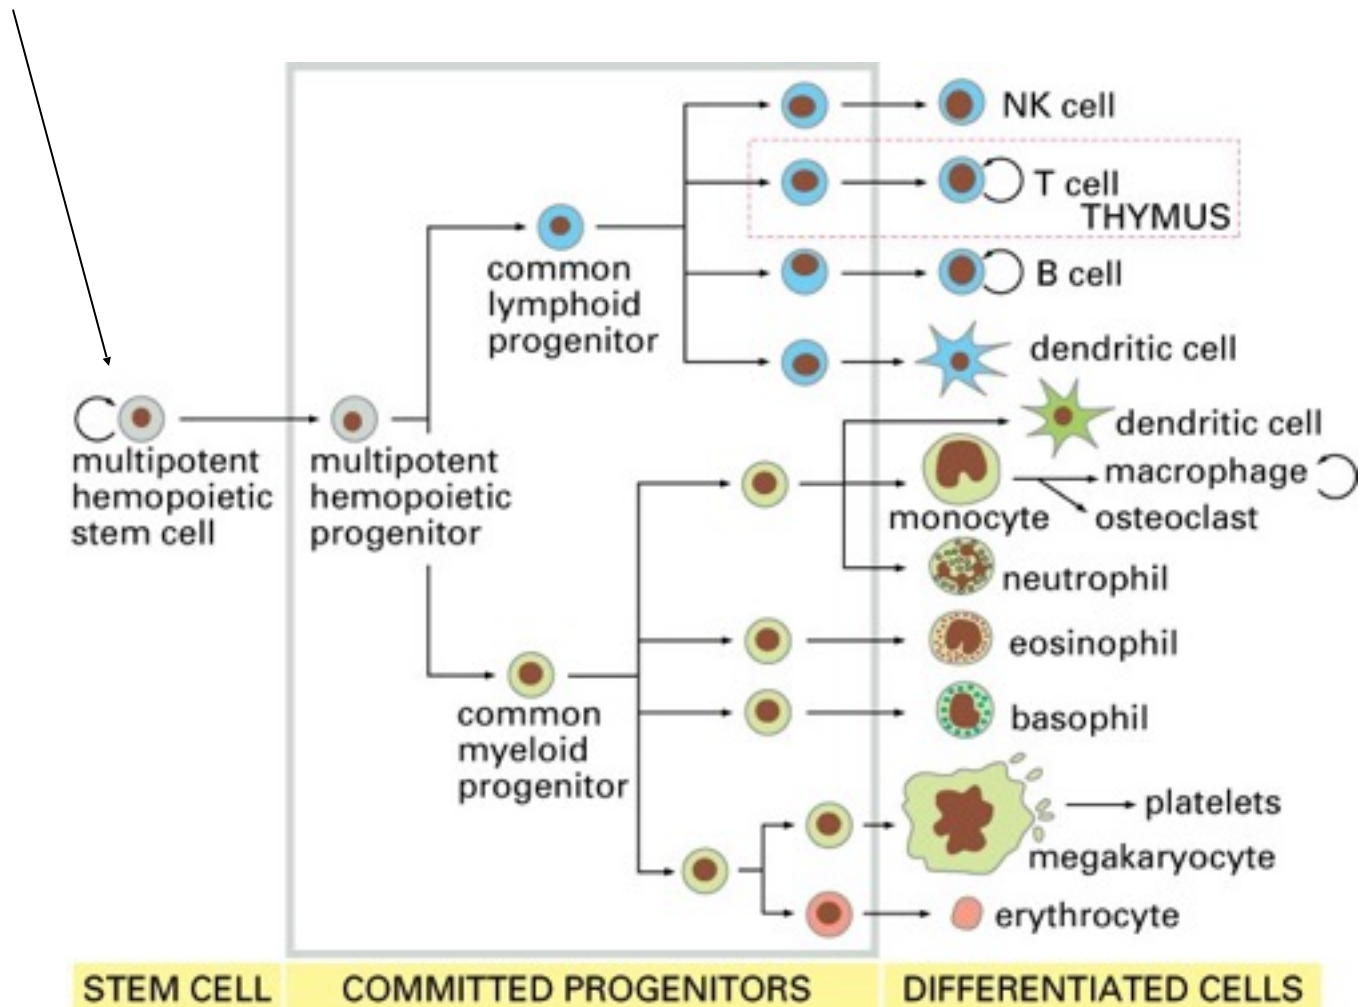 NK cell
T cell
THYMUS
common
lymphoid
progenitor
B cell
dendritic cell
multipotent
hemopoietic
stem cell
multipotent
hemopoietic
progenitor
dendritic cell
macrophage
monocyte
osteoclast
neutrophil
eosinophil
common
myeloid
progenitor
basophil
platelets
megakaryocyte
erythrocyte
STEM CELL
COMMITTED PROGENITORS
DIFFERENTIATED CELLS